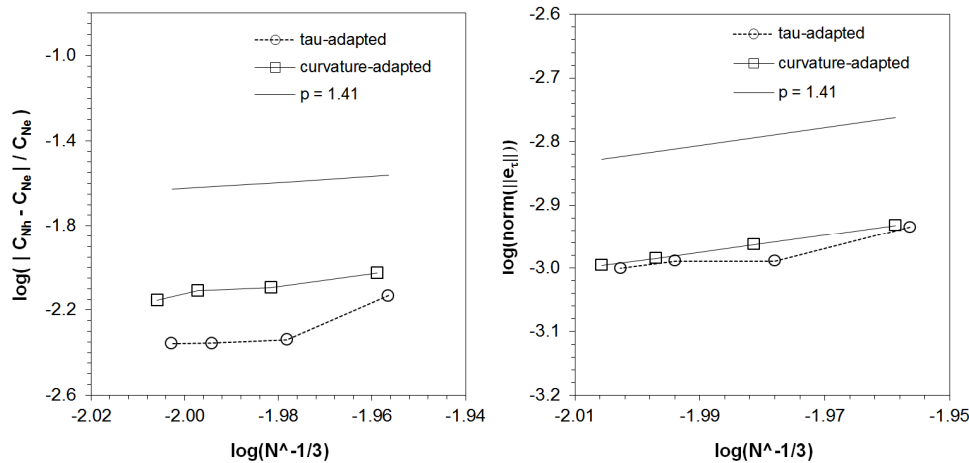 -1.0
-1.4
-1.8
-2.2
-2.6
-2.02
-2.00
-1.98
-1.96
-1.94
log( | C_Nh - C_Ne | / C_Ne )
log(N^-1/3)
tau-adapted
curvature-adapted
p = 1.41
-2.6
-2.7
-2.8
-2.9
-3.0
-3.1
-3.2
-2.01
-1.99
-1.97
-1.95
log(norm(||e_τ||))
log(N^-1/3)
tau-adapted
curvature-adapted
p = 1.41